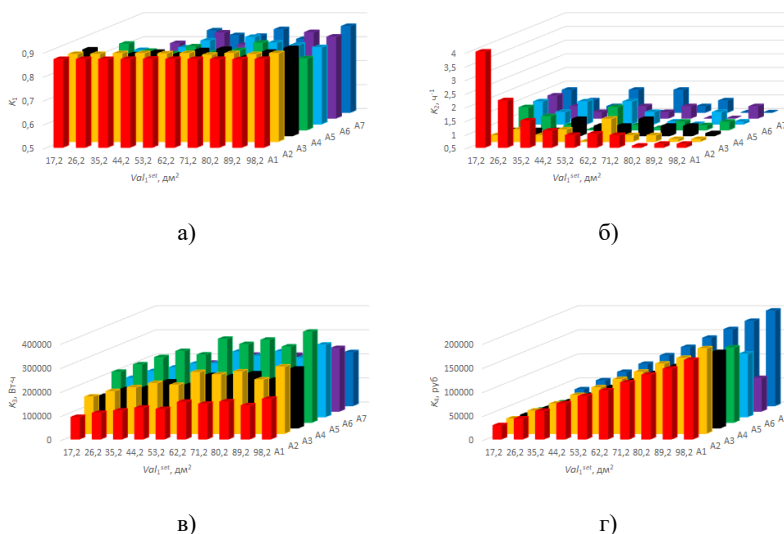 0,9
0,8
0,7
0,6
0,5
K₁
17,2 26,2 35,2 44,2 53,2 62,2 71,2 80,2 89,2 98,2
A1 A2 A3 A4 A5 A6 A7
Val₁ˢᵉᵗ, дм²
а)
4
3,5
3
2,5
2
1,5
1
0,5
K₂, ч⁻¹
17,2 26,2 35,2 44,2 53,2 62,2 71,2 80,2 89,2 98,2
A1 A2 A3 A4 A5 A6 A7
Val₁ˢᵉᵗ, дм²
б)
400000
300000
200000
100000
0
K₃, Вт·ч
17,2 26,2 35,2 44,2 53,2 62,2 71,2 80,2 89,2 98,2
A1 A2 A3 A4 A5 A6 A7
Val₁ˢᵉᵗ, дм²
в)
200000
150000
100000
50000
0
K₄, руб
17,2 26,2 35,2 44,2 53,2 62,2 71,2 80,2 89,2 98,2
A1 A2 A3 A4 A5 A6 A7
Val₁ˢᵉᵗ, дм²
г)